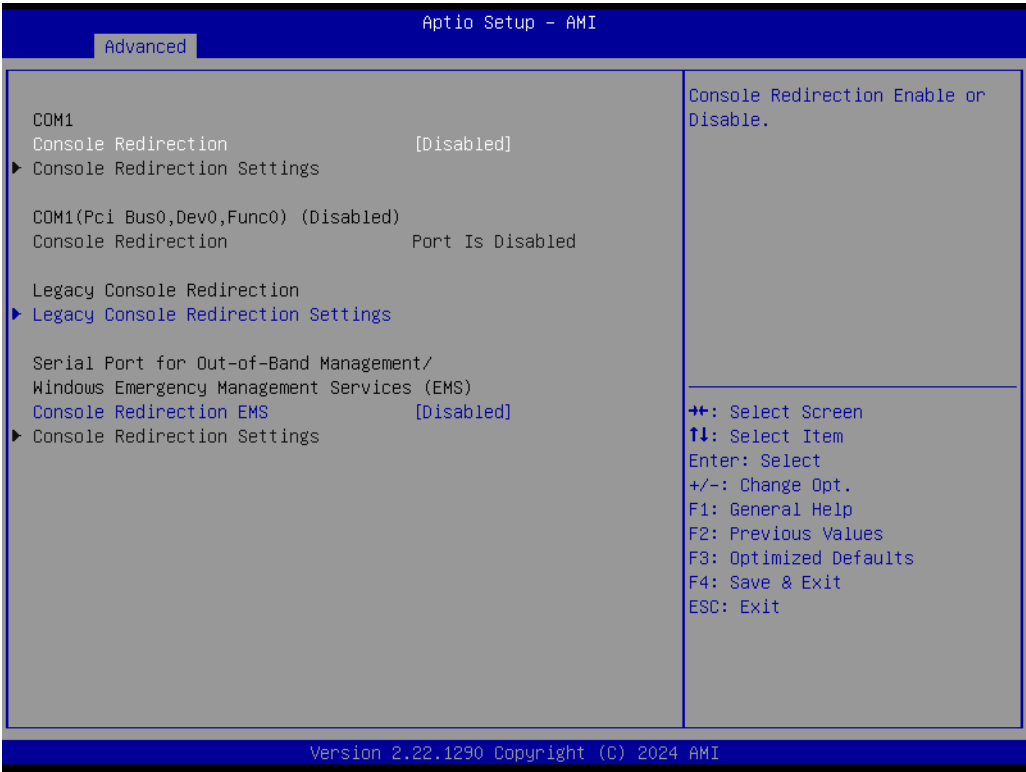 Aptio Setup – AMI
Advanced
COM1
Console Redirection [Disabled]
Console Redirection Settings
COM1(Pci Bus0,Dev0,Func0) (Disabled)
Console Redirection Port Is Disabled
Legacy Console Redirection
Legacy Console Redirection Settings
Serial Port for Out-of-Band Management/
Windows Emergency Management Services (EMS)
Console Redirection EMS [Disabled]
Console Redirection Settings
Console Redirection Enable or
Disable.
→←: Select Screen
↑↓: Select Item
Enter: Select
+/-: Change Opt.
F1: General Help
F2: Previous Values
F3: Optimized Defaults
F4: Save & Exit
ESC: Exit
Version 2.22.1290 Copyright (C) 2024 AMI